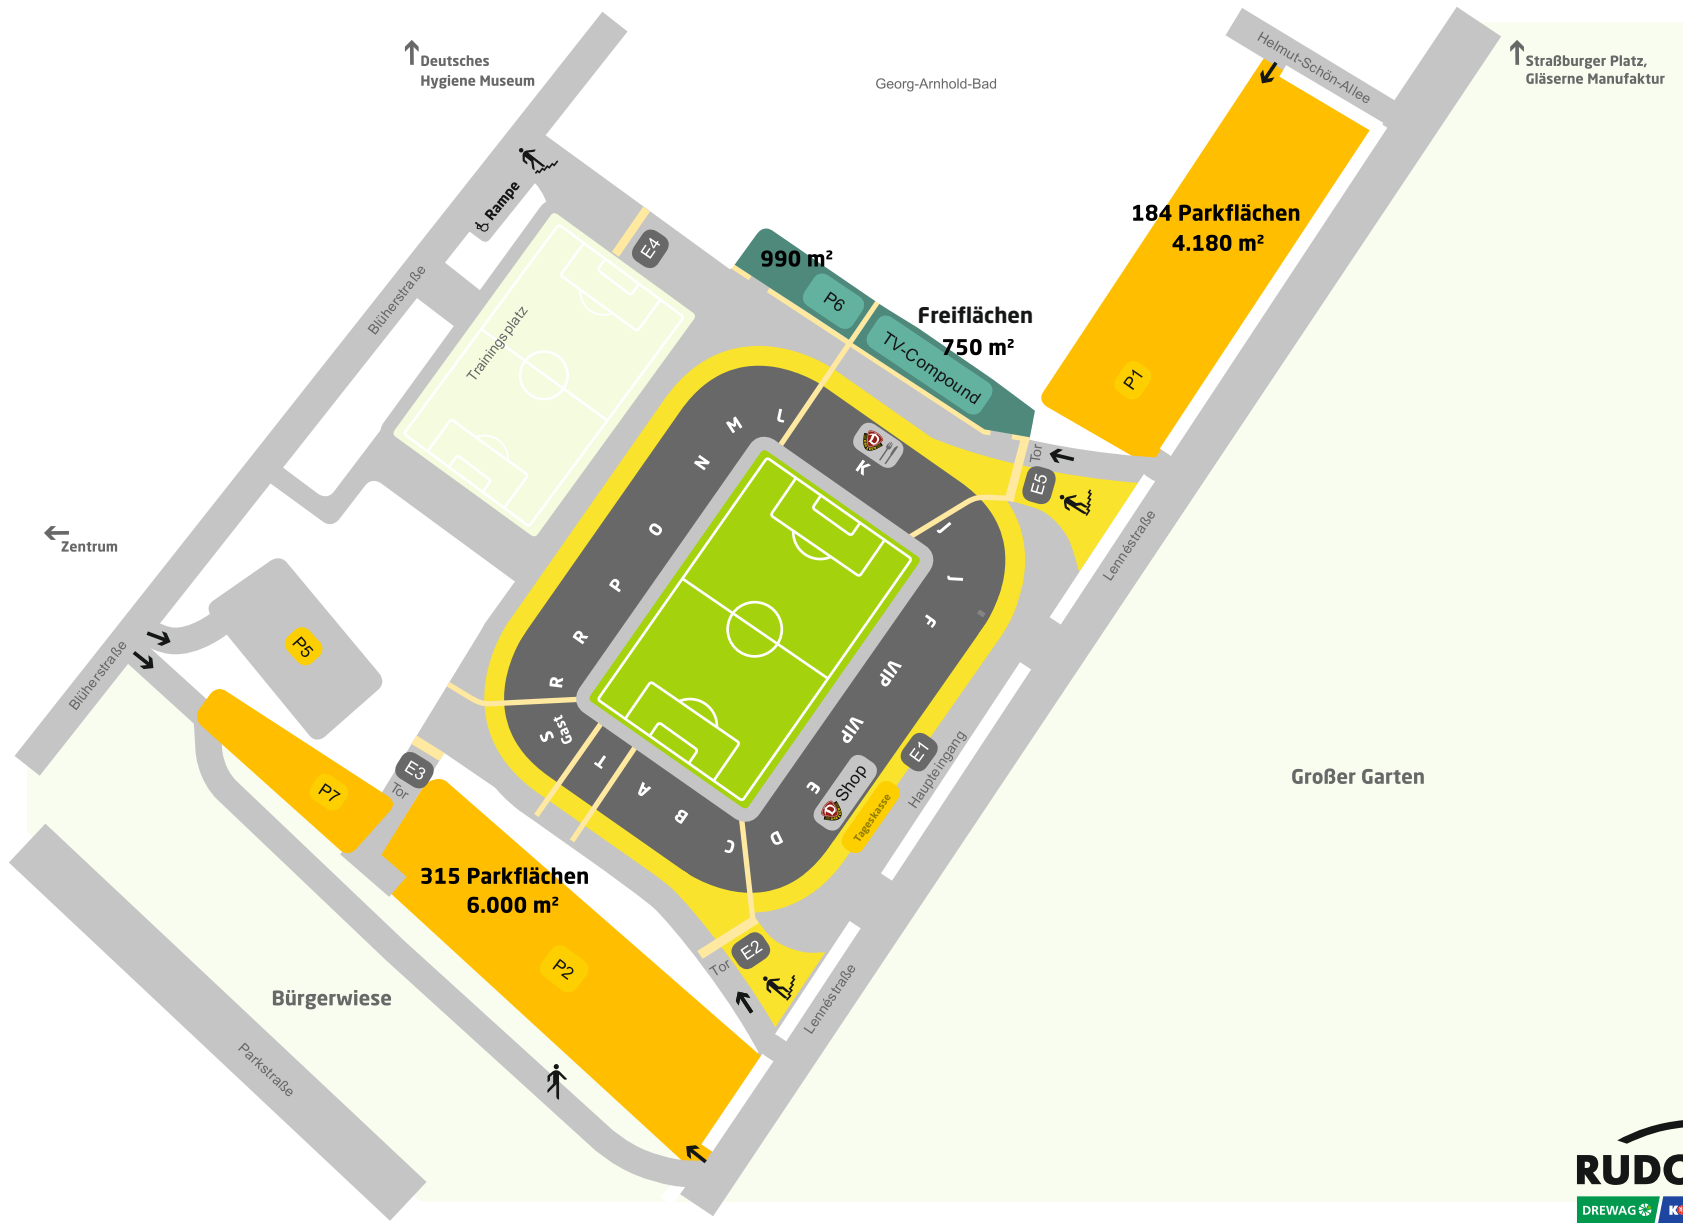 Deutsches
Hygiene Museum
Georg-Arnhold-Bad
Helmut-Schön-Allee
Straßburger Platz,
Gläserne Manufaktur
Rampe
184 Parkflächen
4.180 m²
E4
990 m²
P6
Freiflächen
750 m²
TV-Compound
P1
Blüherstraße
Trainingsplatz
L
M
N
K
D
Tor
E5
Lennéstraße
O
J
J
P
F
R
VIP
R
VIP
Zentrum
P5
Blüherstraße
Gast
S
T
A
B
C
D
E
Shop
D
Tageskasse
E1
Haupteingang
Großer Garten
E3
Tor
P7
315 Parkflächen
6.000 m²
P2
E2
Tor
Lennéstraße
Bürgerwiese
Parkstraße
RUDO
DREWAG
K